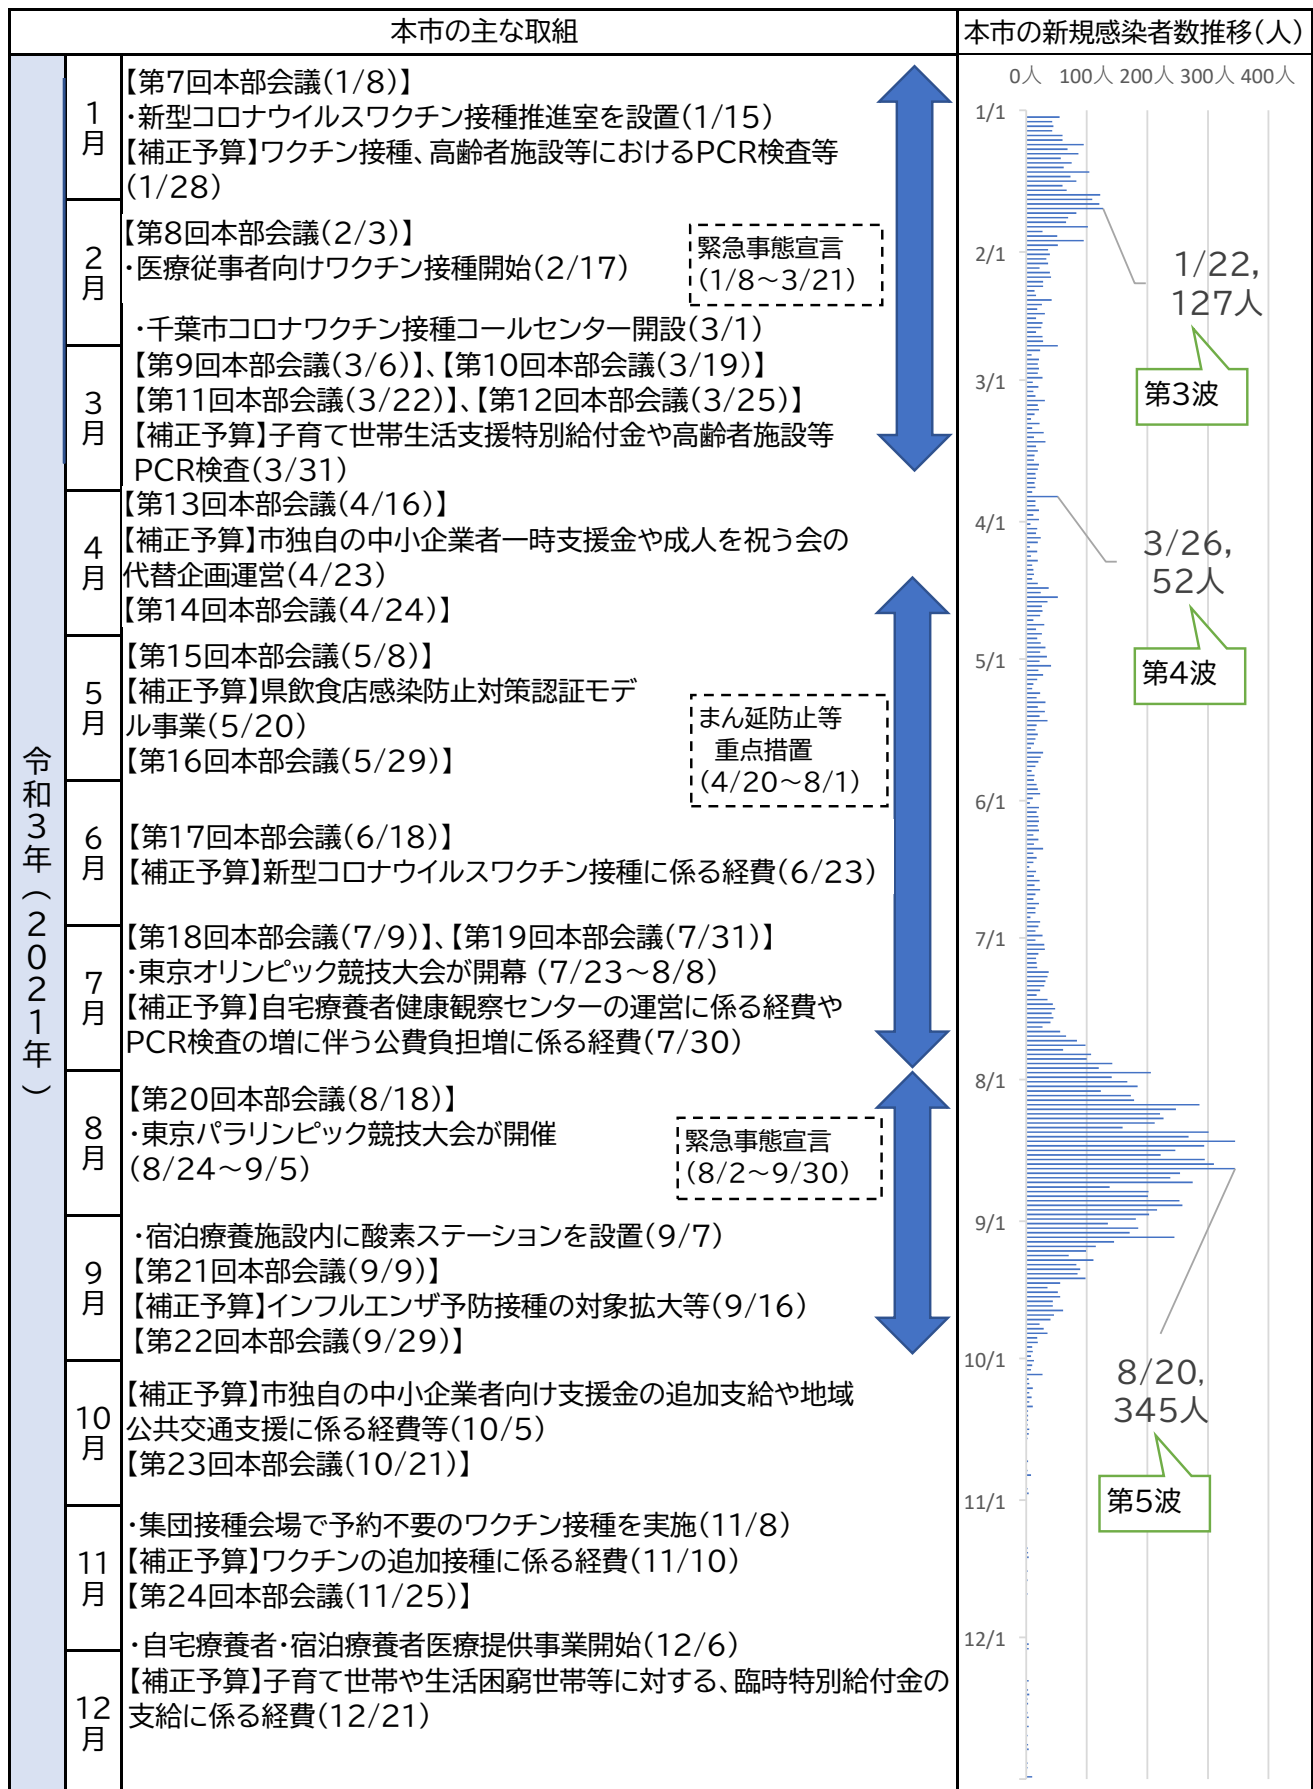 本市の主な取組
本市の新規感染者数推移(人)
令和3年(2021年)
1月
【第7回本部会議(1/8)】
・新型コロナウイルスワクチン接種推進室を設置(1/15)
【補正予算】ワクチン接種、高齢者施設等におけるPCR検査等
(1/28)
2月
【第8回本部会議(2/3)】
・医療従事者向けワクチン接種開始(2/17)
緊急事態宣言
(1/8～3/21)
・千葉市コロナワクチン接種コールセンター開設(3/1)
3月
【第9回本部会議(3/6)】、【第10回本部会議(3/19)】
【第11回本部会議(3/22)】、【第12回本部会議(3/25)】
【補正予算】子育て世帯生活支援特別給付金や高齢者施設等
PCR検査(3/31)
4月
【第13回本部会議(4/16)】
【補正予算】市独自の中小企業者一時支援金や成人を祝う会の
代替企画運営(4/23)
【第14回本部会議(4/24)】
5月
【第15回本部会議(5/8)】
【補正予算】県飲食店感染防止対策認証モデ
ル事業(5/20)
【第16回本部会議(5/29)】
まん延防止等
重点措置
(4/20～8/1)
6月
【第17回本部会議(6/18)】
【補正予算】新型コロナウイルスワクチン接種に係る経費(6/23)
7月
【第18回本部会議(7/9)】、【第19回本部会議(7/31)】
・東京オリンピック競技大会が開幕 (7/23～8/8)
【補正予算】自宅療養者健康観察センターの運営に係る経費や
PCR検査の増に伴う公費負担増に係る経費(7/30)
8月
【第20回本部会議(8/18)】
・東京パラリンピック競技大会が開催
(8/24～9/5)
緊急事態宣言
(8/2～9/30)
9月
・宿泊療養施設内に酸素ステーションを設置(9/7)
【第21回本部会議(9/9)】
【補正予算】インフルエンザ予防接種の対象拡大等(9/16)
【第22回本部会議(9/29)】
10月
【補正予算】市独自の中小企業者向け支援金の追加支給や地域
公共交通支援に係る経費等(10/5)
【第23回本部会議(10/21)】
11月
・集団接種会場で予約不要のワクチン接種を実施(11/8)
【補正予算】ワクチンの追加接種に係る経費(11/10)
【第24回本部会議(11/25)】
12月
・自宅療養者・宿泊療養者医療提供事業開始(12/6)
【補正予算】子育て世帯や生活困窮世帯等に対する、臨時特別給付金の
支給に係る経費(12/21)
0人 100人 200人 300人 400人
1/1
2/1
3/1
4/1
5/1
6/1
7/1
8/1
9/1
10/1
11/1
12/1
1/22,
127人
第3波
3/26,
52人
第4波
8/20,
345人
第5波